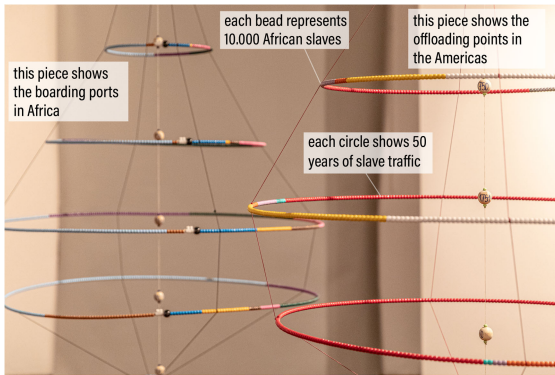 each bead represents
10.000 African slaves
this piece shows the
offloading points in
the Americas
this piece shows
the boarding ports
in Africa
each circle shows 50
years of slave traffic